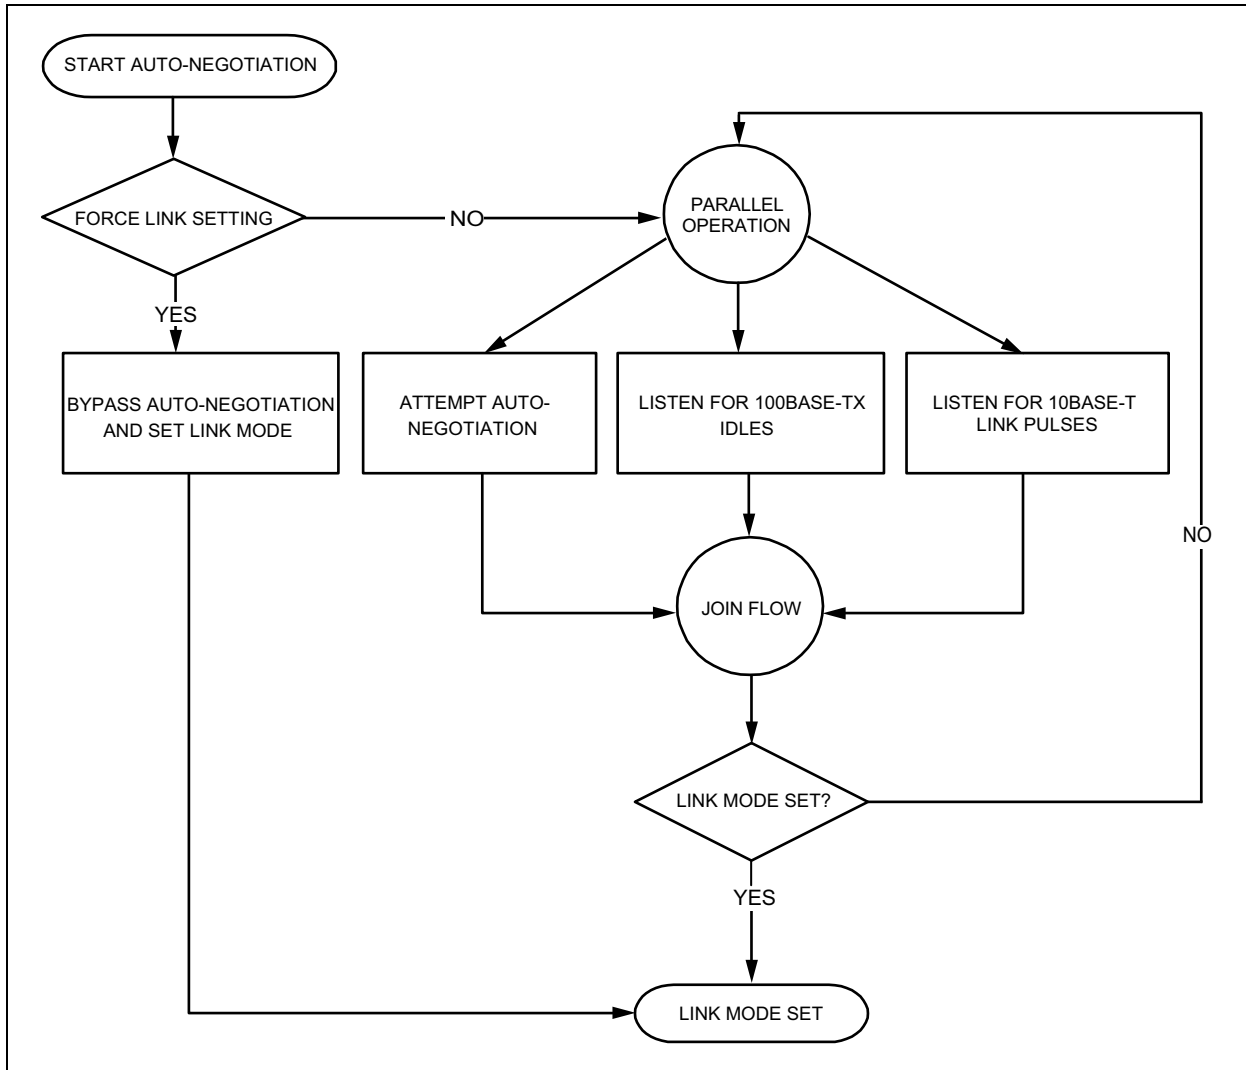 START AUTO-NEGOTIATION
FORCE LINK SETTING
NO
PARALLEL
OPERATION
YES
BYPASS AUTO-NEGOTIATION
AND SET LINK MODE
ATTEMPT AUTO-
NEGOTIATION
LISTEN FOR 100BASE-TX
IDLES
LISTEN FOR 10BASE-T
LINK PULSES
NO
JOIN FLOW
LINK MODE SET?
YES
LINK MODE SET